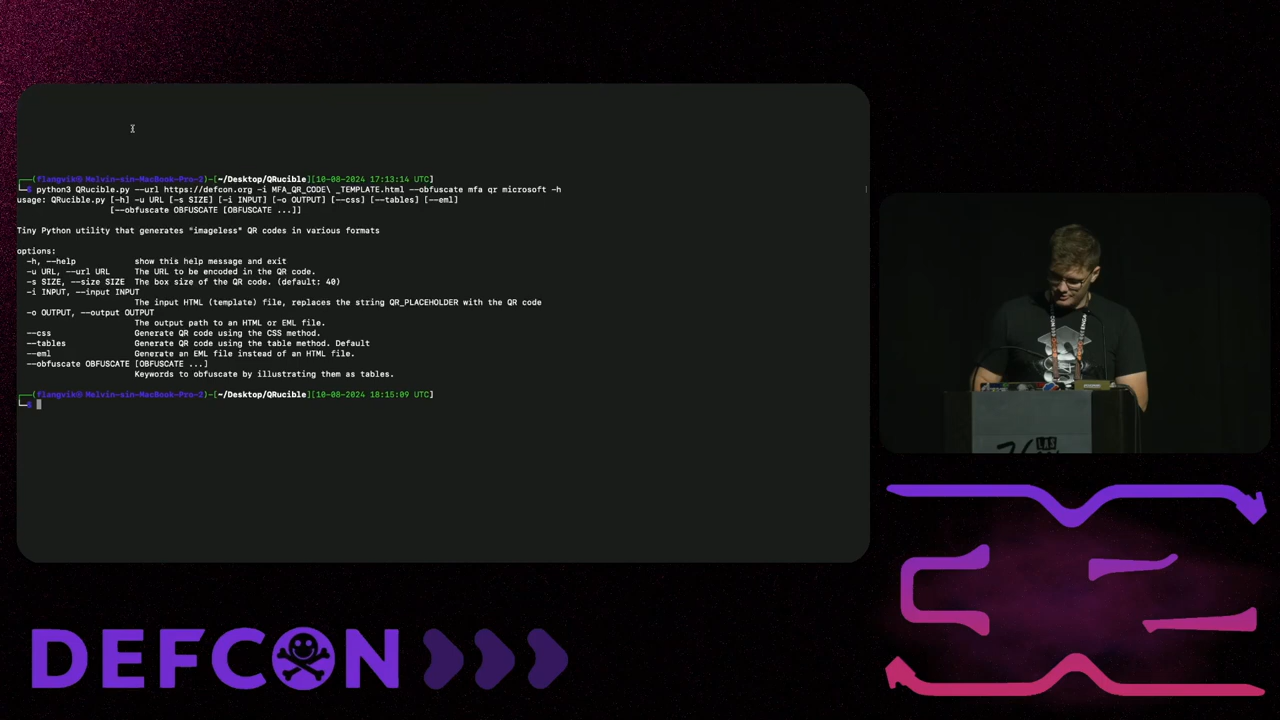 ┌──(flangvik㉿Melvin-sin-MacBook-Pro-2)-[~/Desktop/QRucible][10-08-2024 17:13:14 UTC]
└─$ python3 QRucible.py --url https://defcon.org -i MFA_QR_CODE\ _TEMPLATE.html --obfuscate mfa qr microsoft -h
usage: QRucible.py [-h] -u URL [-s SIZE] [-i INPUT] [-o OUTPUT] [--css] [--tables] [--eml]
[--obfuscate OBFUSCATE [OBFUSCATE ...]]
Tiny Python utility that generates "imageless" QR codes in various formats
options:
-h, --help show this help message and exit
-u URL, --url URL The URL to be encoded in the QR code.
-s SIZE, --size SIZE The box size of the QR code. (default: 40)
-i INPUT, --input INPUT
The input HTML (template) file, replaces the string QR_PLACEHOLDER with the QR code
-o OUTPUT, --output OUTPUT
The output path to an HTML or EML file.
--css Generate QR code using the CSS method.
--tables Generate QR code using the table method. Default
--eml Generate an EML file instead of an HTML file.
--obfuscate OBFUSCATE [OBFUSCATE ...]
Keywords to obfuscate by illustrating them as tables.
┌──(flangvik㉿Melvin-sin-MacBook-Pro-2)-[~/Desktop/QRucible][10-08-2024 18:15:09 UTC]
└─$
LAS
DEFCON